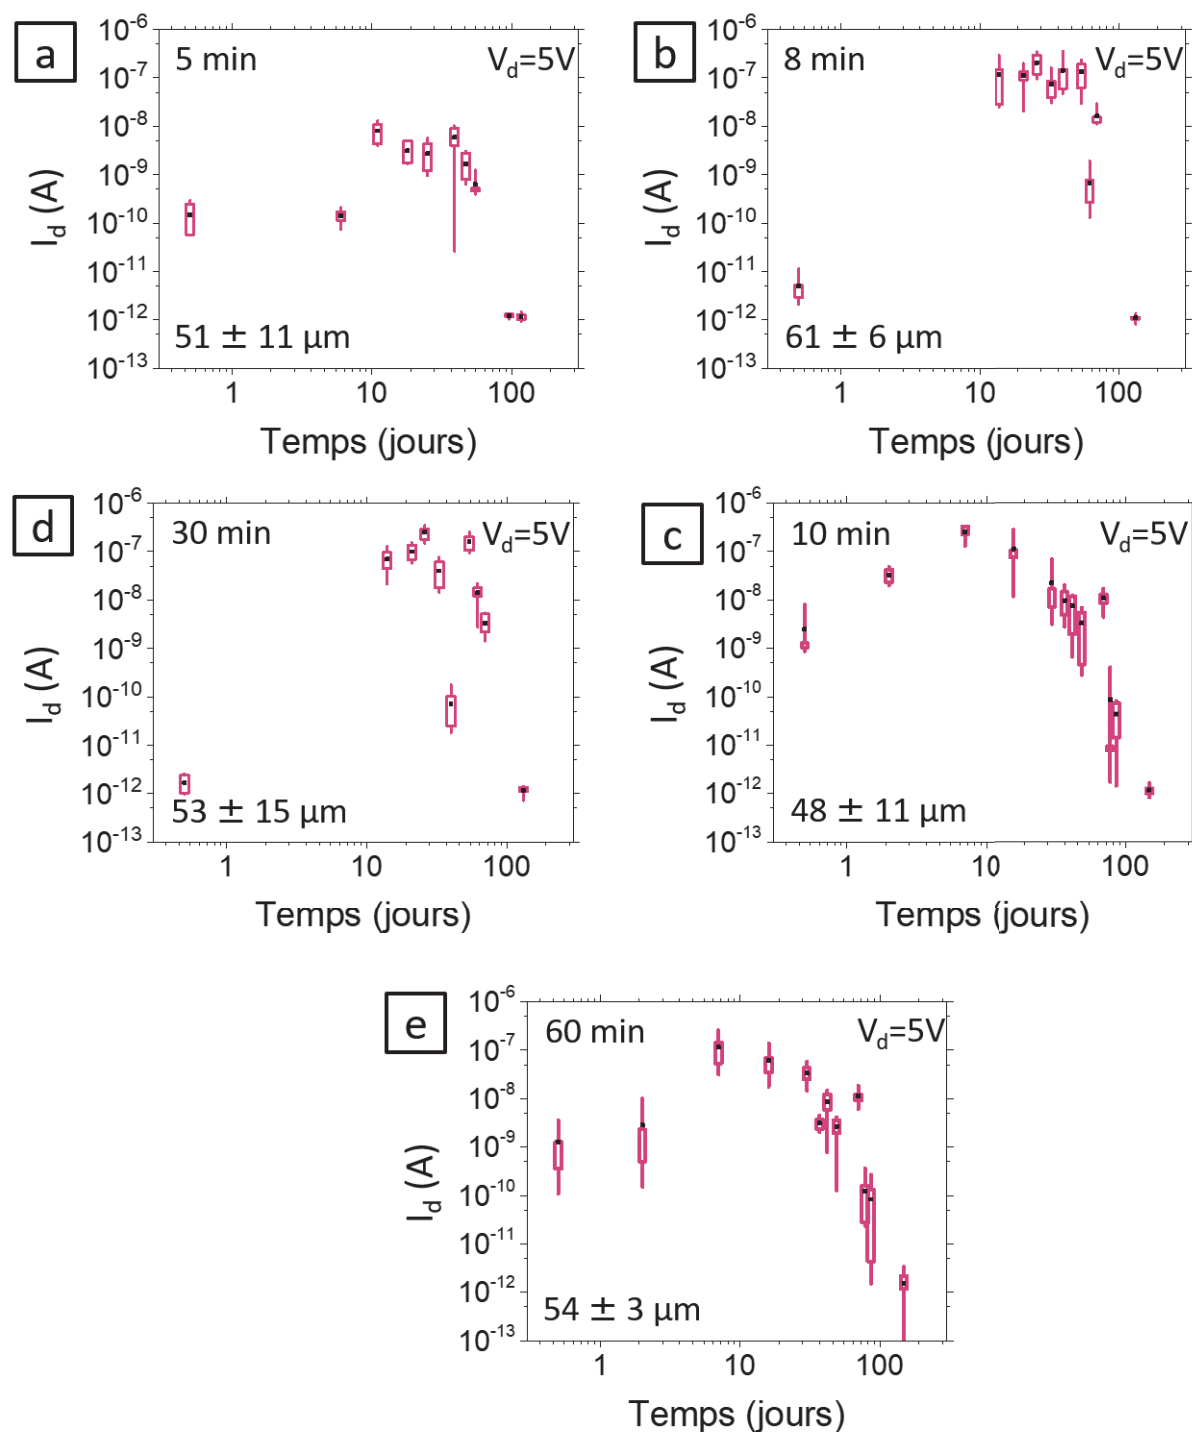 a
5 min
V_d=5V
10^-6
10^-7
10^-8
10^-9
10^-10
10^-11
10^-12
10^-13
I_d (A)
51 ± 11 µm
1 10 100
Temps (jours)
b
8 min
V_d=5V
10^-6
10^-7
10^-8
10^-9
10^-10
10^-11
10^-12
10^-13
I_d (A)
61 ± 6 µm
1 10 100
Temps (jours)
d
30 min
V_d=5V
10^-6
10^-7
10^-8
10^-9
10^-10
10^-11
10^-12
10^-13
I_d (A)
53 ± 15 µm
1 10 100
Temps (jours)
c
10 min
V_d=5V
10^-6
10^-7
10^-8
10^-9
10^-10
10^-11
10^-12
10^-13
I_d (A)
48 ± 11 µm
1 10 100
Temps (jours)
e
60 min
V_d=5V
10^-6
10^-7
10^-8
10^-9
10^-10
10^-11
10^-12
10^-13
I_d (A)
54 ± 3 µm
1 10 100
Temps (jours)